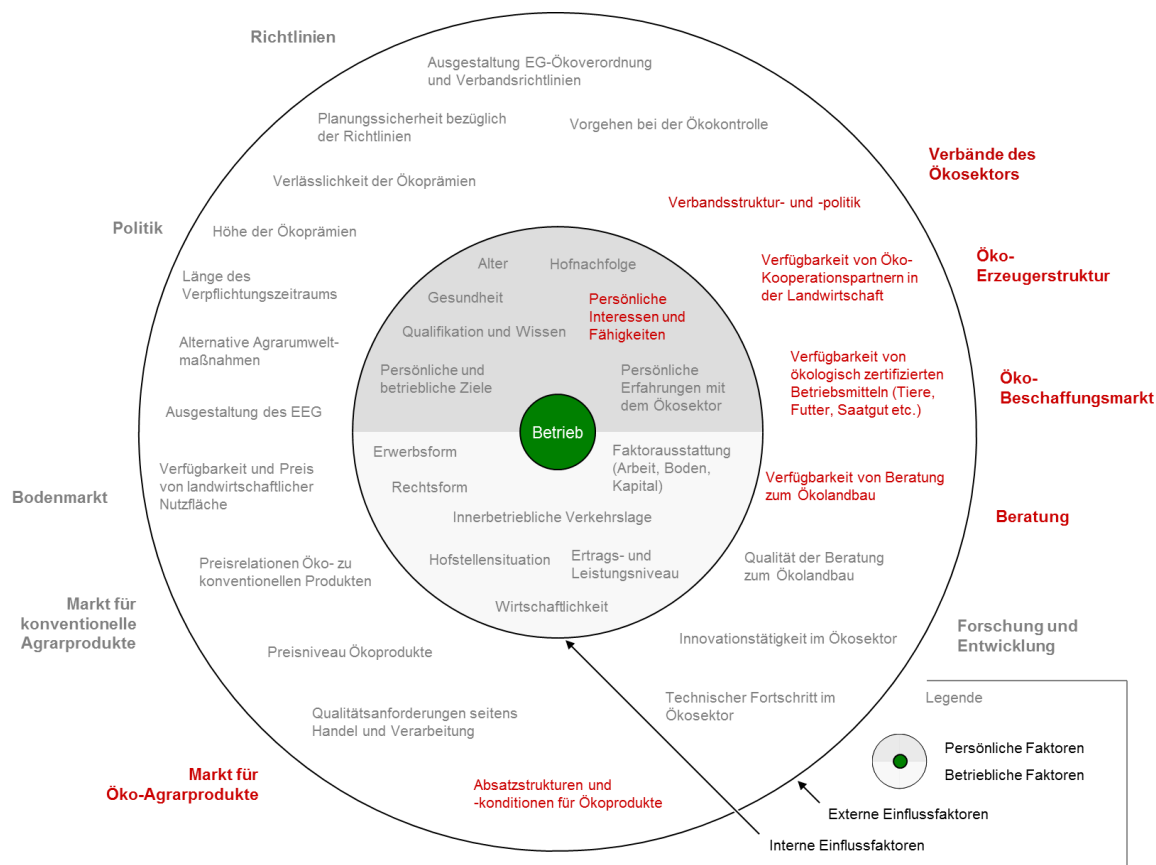 Richtlinien
Ausgestaltung EG-Ökoverordnung
und Verbandsrichtlinien
Planungssicherheit bezüglich
der Richtlinien
Vorgehen bei der Ökokontrolle
Verbände des
Ökosektors
Verlässlichkeit der Ökoprämien
Verbandsstruktur- und -politik
Politik
Höhe der Ökoprämien
Verfügbarkeit von Öko-
Kooperationspartnern in
der Landwirtschaft
Öko-
Erzeugerstruktur
Länge des
Verpflichtungszeitraums
Alter
Hofnachfolge
Gesundheit
Persönliche
Interessen und
Fähigkeiten
Qualifikation und Wissen
Alternative Agrarumwelt-
maßnahmen
Persönliche und
betriebliche Ziele
Persönliche
Erfahrungen mit
dem Ökosektor
Verfügbarkeit von
ökologisch zertifizierten
Betriebsmitteln (Tiere,
Futter, Saatgut etc.)
Öko-
Beschaffungsmarkt
Ausgestaltung des EEG
Betrieb
Erwerbsform
Faktorausstattung
(Arbeit, Boden,
Kapital)
Rechtsform
Bodenmarkt
Verfügbarkeit und Preis
von landwirtschaftlicher
Nutzfläche
Verfügbarkeit von Beratung
zum Ökolandbau
Beratung
Innerbetriebliche Verkehrslage
Hofstellensituation
Ertrags- und
Leistungsniveau
Wirtschaftlichkeit
Preisrelationen Öko- zu
konventionellen Produkten
Qualität der Beratung
zum Ökolandbau
Markt für
konventionelle
Agrarprodukte
Preisniveau Ökoprodukte
Innovationstätigkeit im Ökosektor
Forschung und
Entwicklung
Qualitätsanforderungen seitens
Handel und Verarbeitung
Technischer Fortschritt im
Ökosektor
Markt für
Öko-Agrarprodukte
Absatzstrukturen und
-konditionen für Ökoprodukte
Legende
Persönliche Faktoren
Betriebliche Faktoren
Externe Einflussfaktoren
Interne Einflussfaktoren